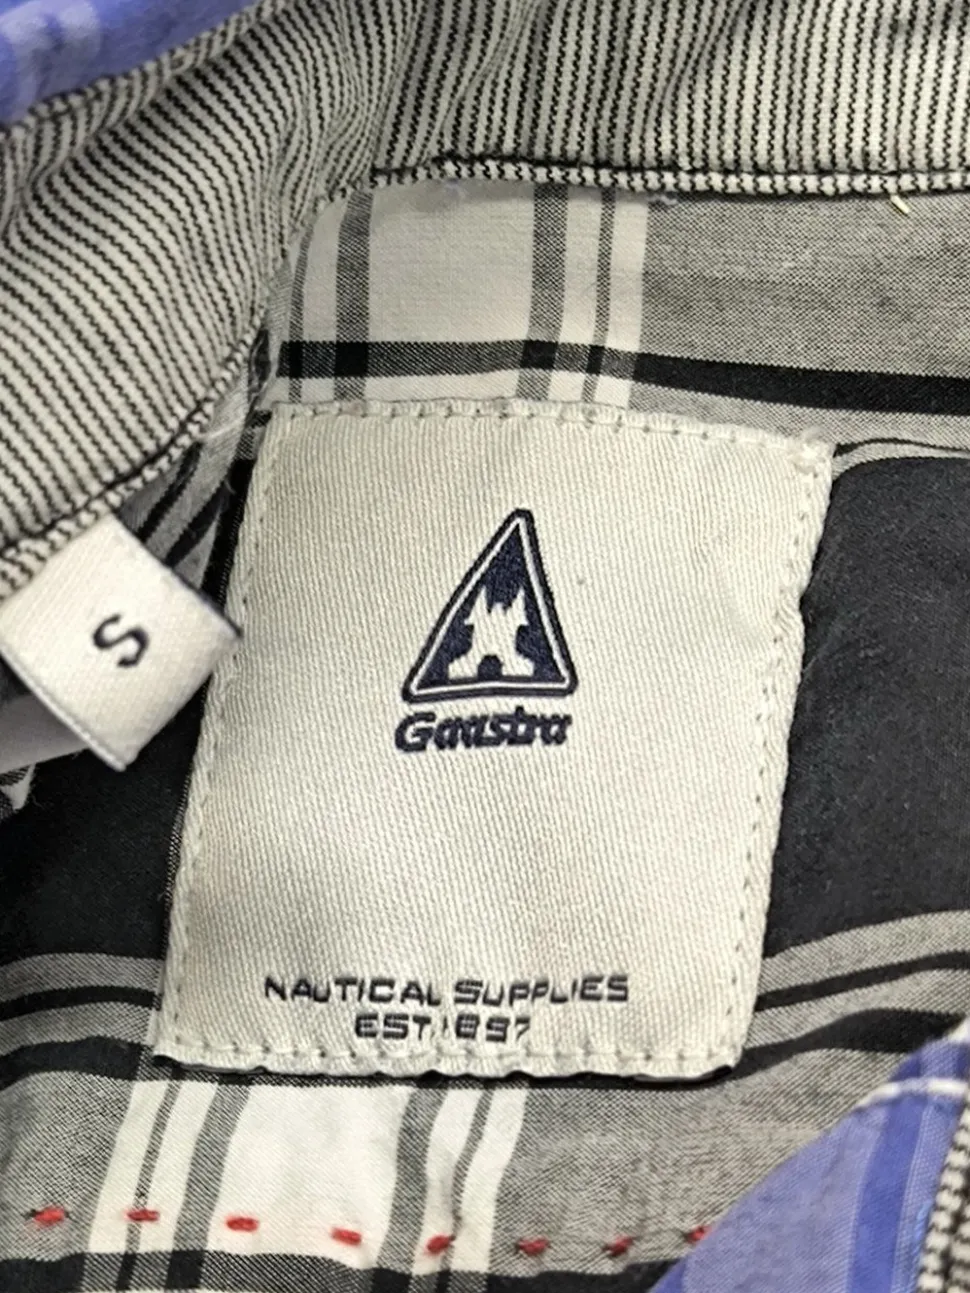 S
Gaastra
NAUTICAL SUPPLIES
EST.1897